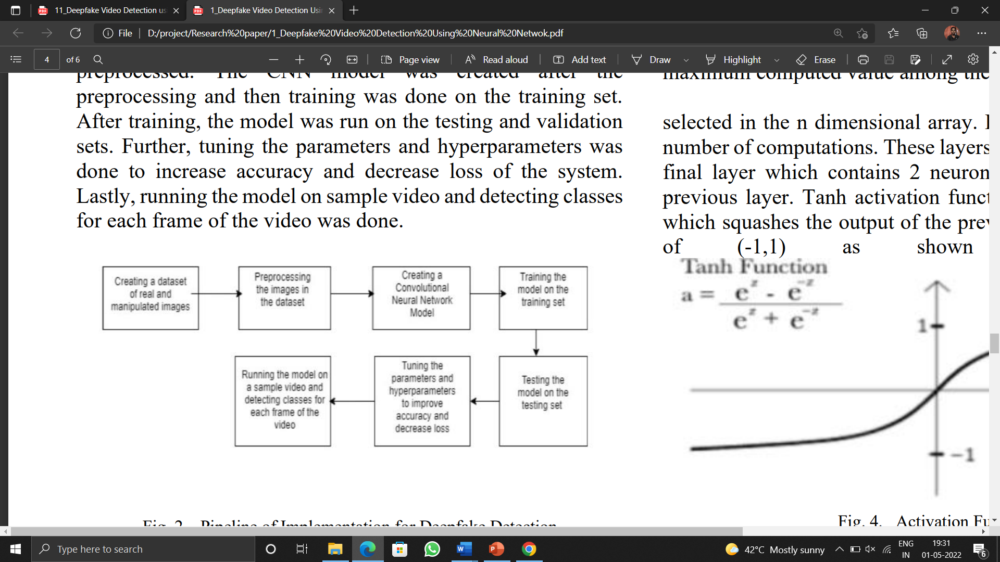 11_Deepfake Video Detection us
1_Deepfake Video Detection Usi
File
D:/project/Research%20paper/1_Deepfake%20Video%20Detection%20Using%20Neural%20Netwok.pdf
4 of 6
Page view
Read aloud
Add text
Draw
Highlight
Erase
preprocessed. The CNN model was created after the
preprocessing and then training was done on the training set.
After training, the model was run on the testing and validation
sets. Further, tuning the parameters and hyperparameters was
done to increase accuracy and decrease loss of the system.
Lastly, running the model on sample video and detecting classes
for each frame of the video was done.
Creating a dataset
of real and
manipulated images
Preprocessing
the images in
the dataset
Creating a
Convolutional
Neural Network
Model
Training the
model on the
training set
Running the model on
a sample video and
detecting classes for
each frame of the
video
Tuning the
parameters and
hyperparameters
to improve
accuracy and
decrease loss
Testing the
model on the
testing set
Fig. 2. Pipeline of Implementation for Deepfake Detection
maximum computed value among the
selected in the n dimensional array.
number of computations. These layers
final layer which contains 2 neuron
previous layer. Tanh activation funct
which squashes the output of the prev
of (-1,1) as shown
Tanh Function
a = e^z - e^-z
e^z + e^-z
1
-1
Fig. 4. Activation Fu
Type here to search
42°C Mostly sunny
ENG
IN
19:31
01-05-2022
6